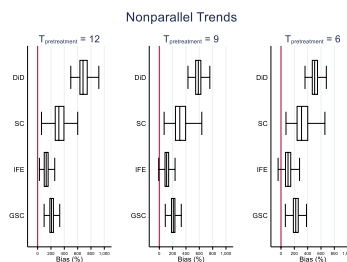 Nonparallel Trends
Tpretreatment = 12
DiD
SC
IFE
GSC
0 200 400 600 800 1,000
Bias (%)
Tpretreatment = 9
DiD
SC
IFE
GSC
0 200 400 600 800 1,000
Bias (%)
Tpretreatment = 6
DiD
SC
IFE
GSC
0 200 400 600 800 1,0
Bias (%)